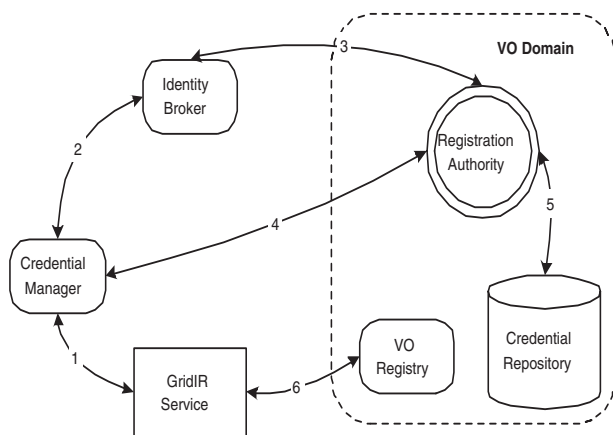 3
VO Domain
Identity
Broker
Registration
Authority
2
4
5
Credential
Manager
1
GridIR
Service
6
VO
Registry
Credential
Repository